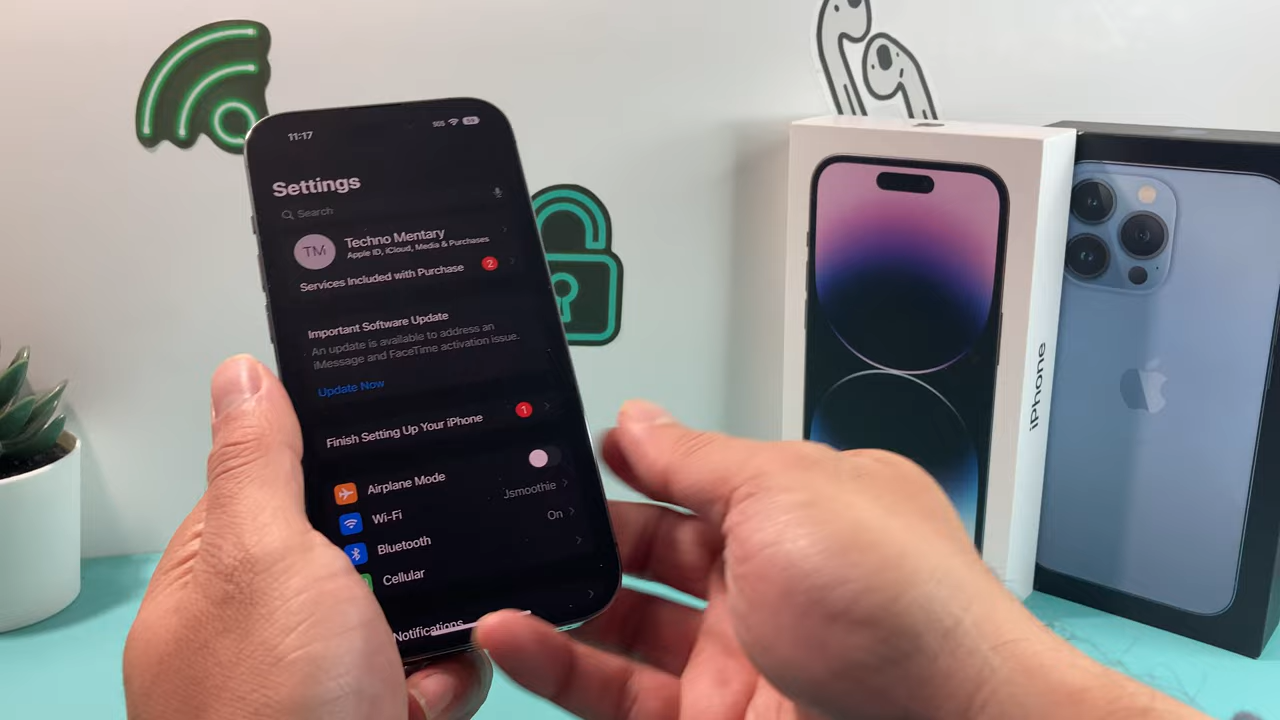 11:17
SOS 59
Settings
Search
TM
Techno Mentary
Apple ID, iCloud, Media & Purchases
Services Included with Purchase 2
Important Software Update
An update is available to address an
iMessage and FaceTime activation issue.
Update Now
Finish Setting Up Your iPhone 1
Airplane Mode
Wi-Fi Jsmoothie
Bluetooth On
Cellular
Notifications
iPhone